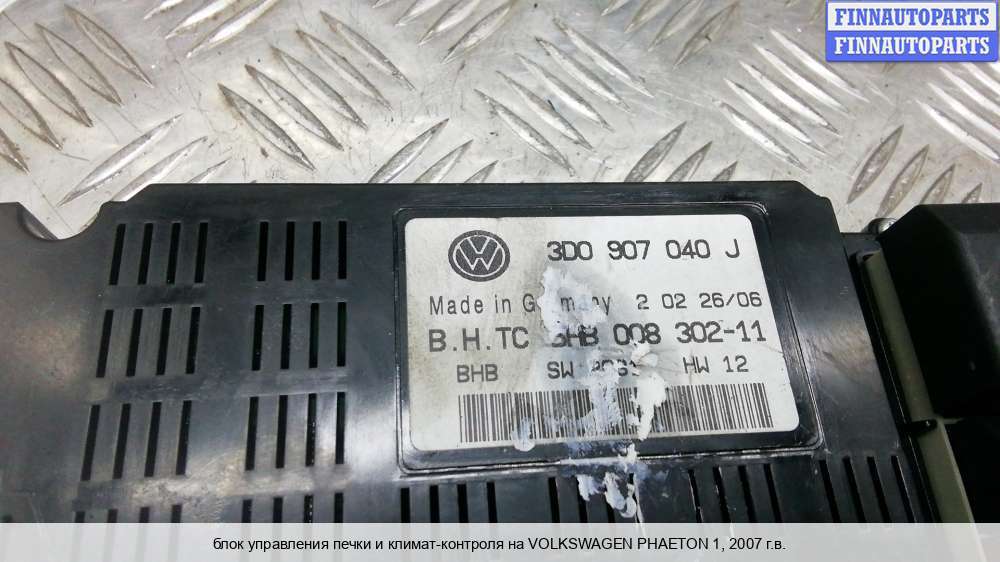 FINNAUTOPARTS
FINNAUTOPARTS
3D0 907 040 J
Made in Germany 2 02 26/06
B.H.TC 5HB 008 302-11
BHB SW HW 12
блок управления печки и климат-контроля на VOLKSWAGEN PHAETON 1, 2007 г.в.